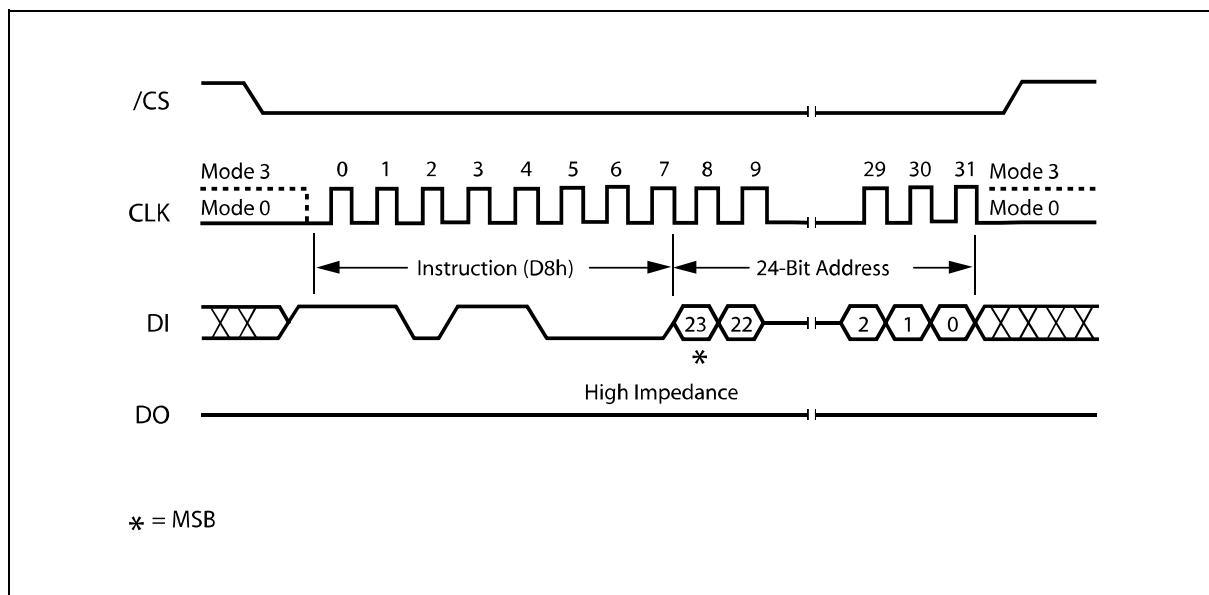 /CS
0 1 2 3 4 5 6 7 8 9 29 30 31
Mode 3 Mode 3
CLK
Mode 0 Mode 0
Instruction (D8h) 24-Bit Address
DI 23 22 2 1 0
*
High Impedance
DO
* = MSB